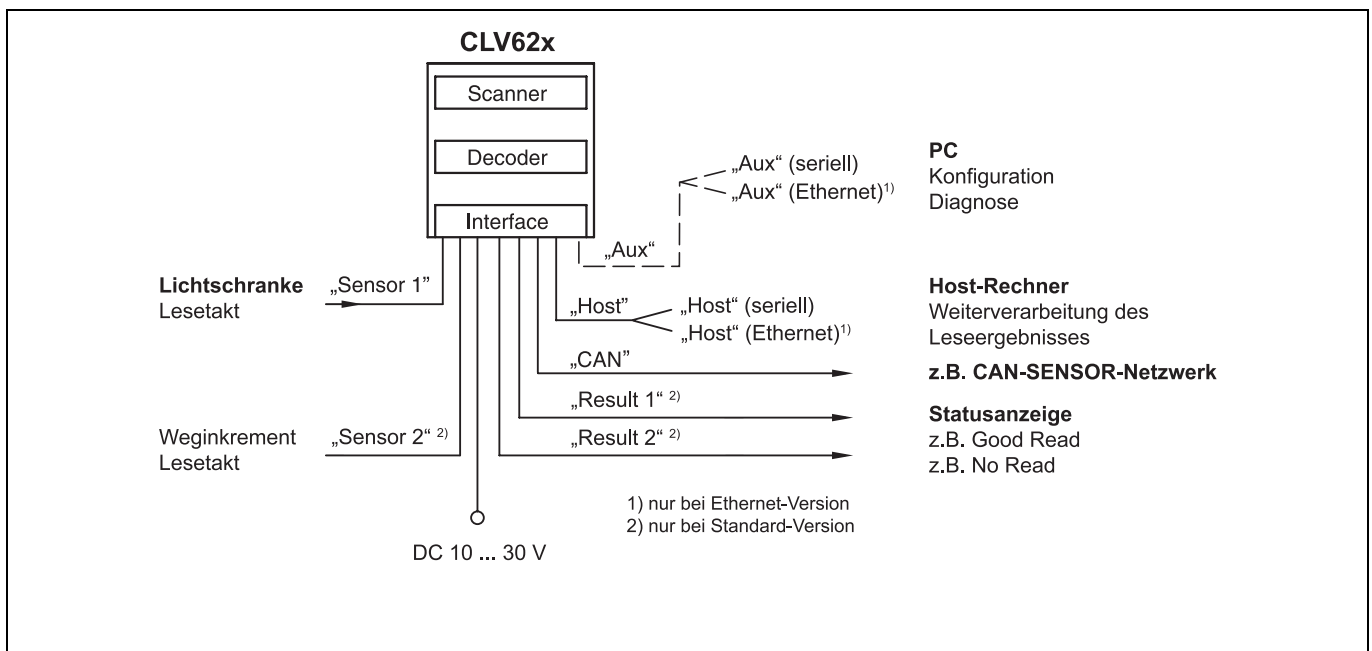 CLV62x
Scanner
Decoder
Interface
„Aux“ (seriell)
„Aux“ (Ethernet)1)
„Aux“
PC
Konfiguration
Diagnose
Lichtschranke
Lesetakt
„Sensor 1”
„Host”
„Host“ (seriell)
„Host“ (Ethernet)1)
Host-Rechner
Weiterverarbeitung des
Leseergebnisses
„CAN”
z.B. CAN-SENSOR-Netzwerk
„Result 1“ 2)
Statusanzeige
Weginkrement
Lesetakt
„Sensor 2“ 2)
„Result 2“ 2)
z.B. Good Read
z.B. No Read
1) nur bei Ethernet-Version
2) nur bei Standard-Version
DC 10 ... 30 V